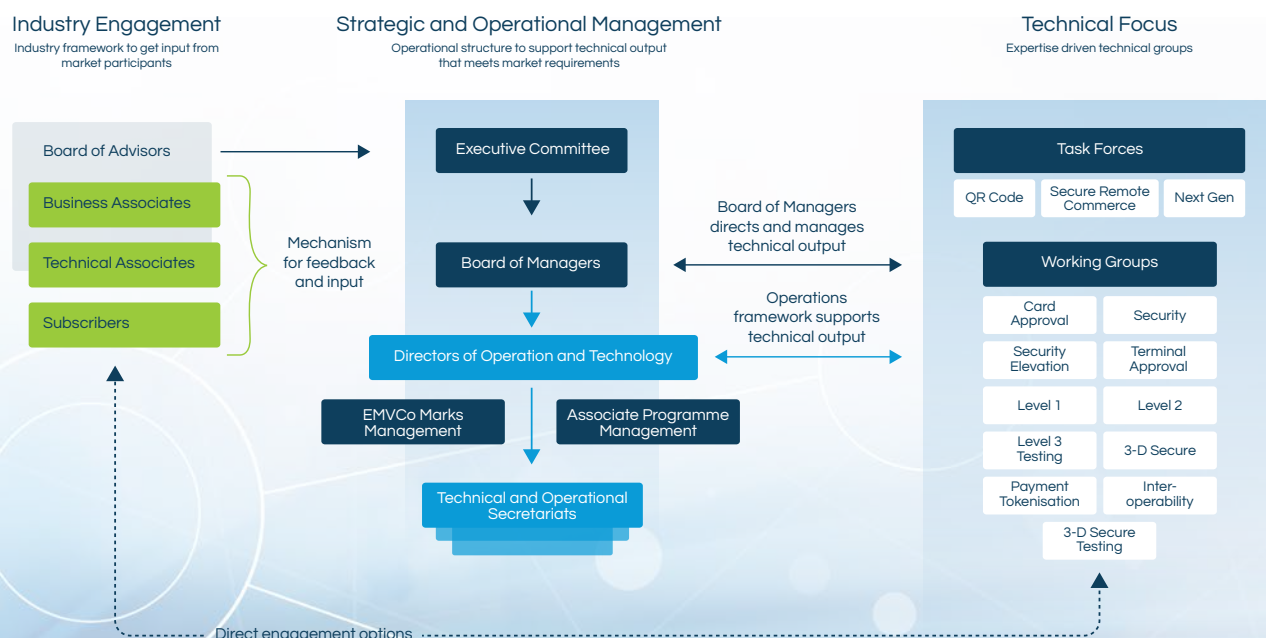 Industry Engagement
Industry framework to get input from
market participants
Strategic and Operational Management
Operational structure to support technical output
that meets market requirements
Technical Focus
Expertise driven technical groups
Board of Advisors
Business Associates
Technical Associates
Subscribers
Mechanism
for feedback
and input
Executive Committee
Board of Managers
Directors of Operation and Technology
EMVCo Marks
Management
Associate Programme
Management
Technical and Operational
Secretariats
Board of Managers
directs and manages
technical output
Operations
framework supports
technical output
Task Forces
QR Code
Secure Remote
Commerce
Next Gen
Working Groups
Card
Approval
Security
Security
Elevation
Terminal
Approval
Level 1
Level 2
Level 3
Testing
3-D Secure
Payment
Tokenisation
Inter-
operability
3-D Secure
Testing
Direct engagement options